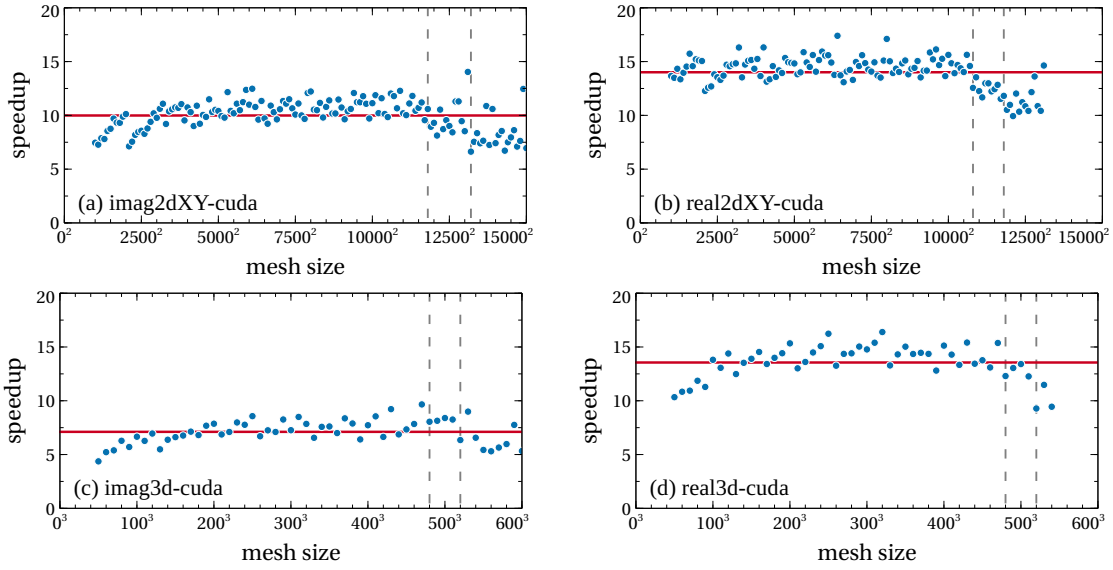 20
15
10
5
0
speedup
(a) imag2dXY-cuda
0² 2500² 5000² 7500² 10000² 12500² 15000²
mesh size
20
15
10
5
0
speedup
(b) real2dXY-cuda
0² 2500² 5000² 7500² 10000² 12500² 15000²
mesh size
20
15
10
5
0
speedup
(c) imag3d-cuda
0³ 100³ 200³ 300³ 400³ 500³ 600³
mesh size
20
15
10
5
0
speedup
(d) real3d-cuda
0³ 100³ 200³ 300³ 400³ 500³ 600³
mesh size